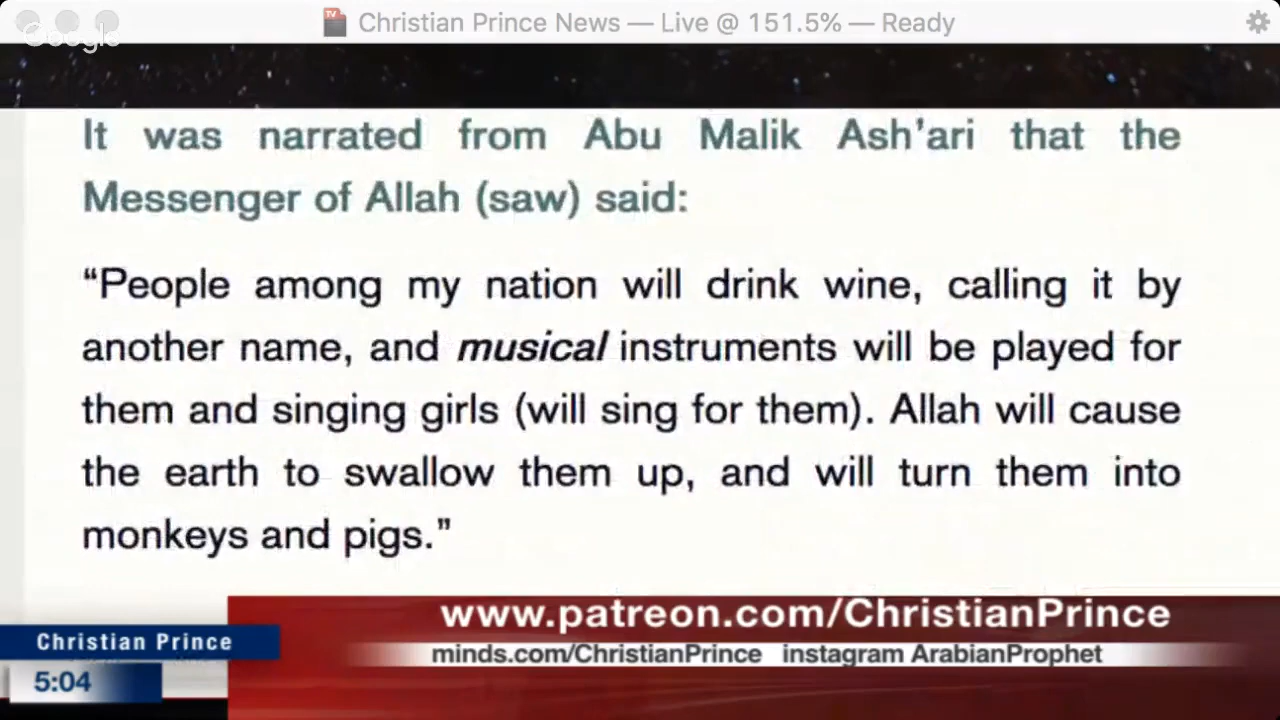 Christian Prince News — Live @ 151.5% — Ready
Google
It was narrated from Abu Malik Ash’ari that the
Messenger of Allah (saw) said:
“People among my nation will drink wine, calling it by
another name, and musical instruments will be played for
them and singing girls (will sing for them). Allah will cause
the earth to swallow them up, and will turn them into
monkeys and pigs.”
www.patreon.com/ChristianPrince
Christian Prince
minds.com/ChristianPrince instagram ArabianProphet
5:04